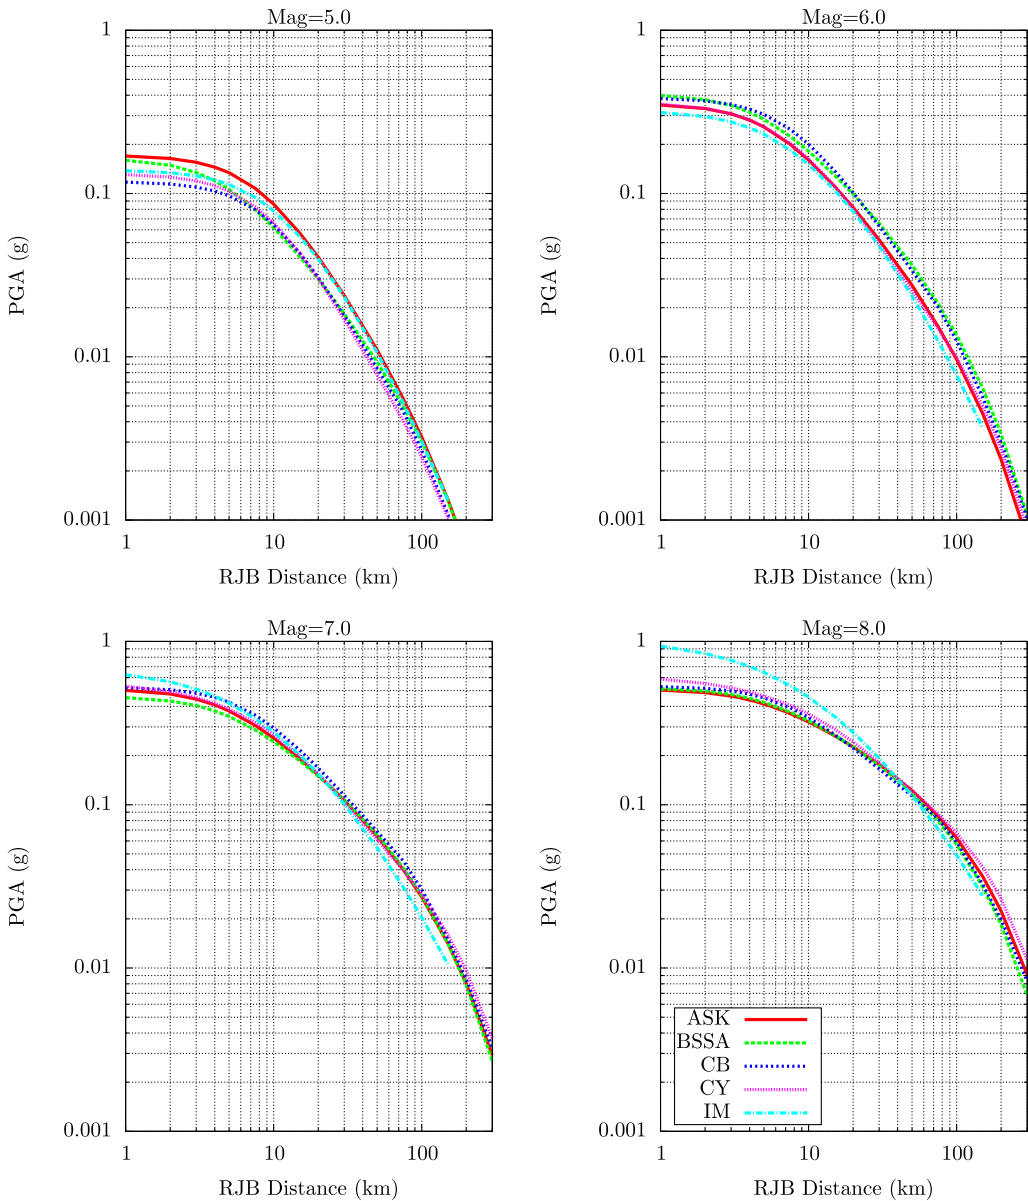 Mag=5.0
1
0.1
0.01
0.001
PGA (g)
1 10 100
RJB Distance (km)
Mag=6.0
1
0.1
0.01
0.001
PGA (g)
1 10 100
RJB Distance (km)
Mag=7.0
1
0.1
0.01
0.001
PGA (g)
1 10 100
RJB Distance (km)
Mag=8.0
1
0.1
0.01
0.001
PGA (g)
ASK
BSSA
CB
CY
IM
1 10 100
RJB Distance (km)